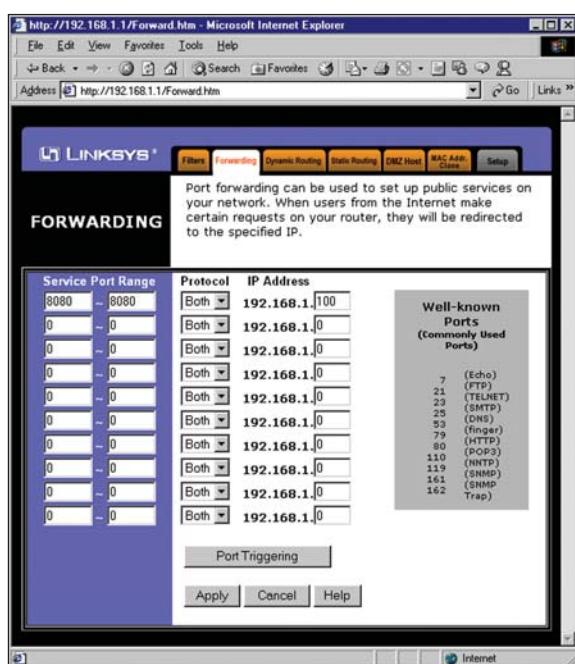 http://192.168.1.1/Forward.htm - Microsoft Internet Explorer
File Edit View Favorites Tools Help
Back Search Favorites
Address http://192.168.1.1/Forward.htm Go Links »
LINKSYS®
Filters Forwarding Dynamic Routing Static Routing DMZ Host MAC Addr. Clone Setup
FORWARDING
Port forwarding can be used to set up public services on
your network. When users from the Internet make
certain requests on your router, they will be redirected
to the specified IP.
Service Port Range Protocol IP Address
8080 ~ 8080 Both 192.168.1. 100
0 ~ 0 Both 192.168.1. 0
0 ~ 0 Both 192.168.1. 0
0 ~ 0 Both 192.168.1. 0
0 ~ 0 Both 192.168.1. 0
0 ~ 0 Both 192.168.1. 0
0 ~ 0 Both 192.168.1. 0
0 ~ 0 Both 192.168.1. 0
0 ~ 0 Both 192.168.1. 0
0 ~ 0 Both 192.168.1. 0
Well-known
Ports
(Commonly Used
Ports)
7 (Echo)
21 (FTP)
23 (TELNET)
25 (SMTP)
53 (DNS)
79 (finger)
80 (HTTP)
110 (POP3)
119 (NNTP)
161 (SNMP)
162 (SNMP
Trap)
Port Triggering
Apply Cancel Help
Internet